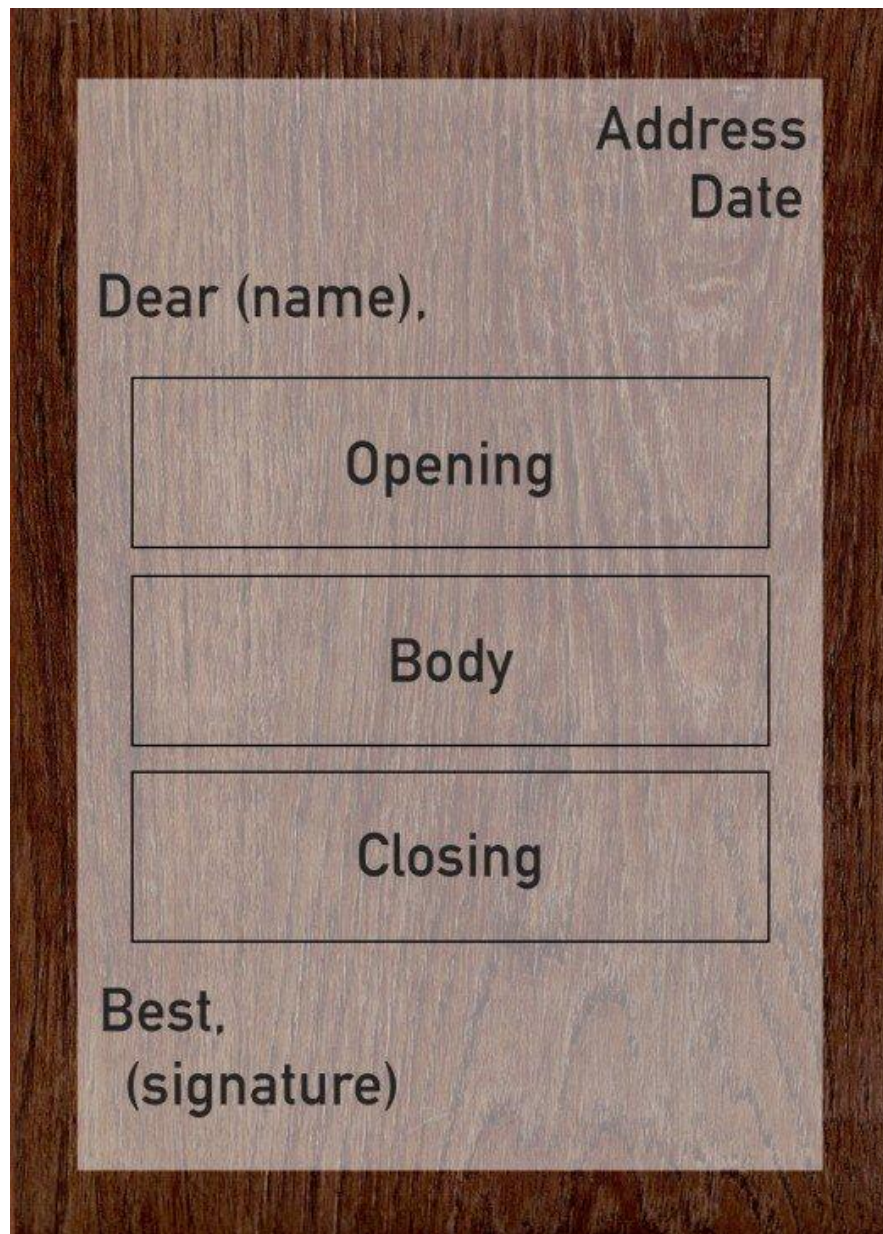 Address
Date
Dear (name),
Opening
Body
Closing
Best,
(signature)